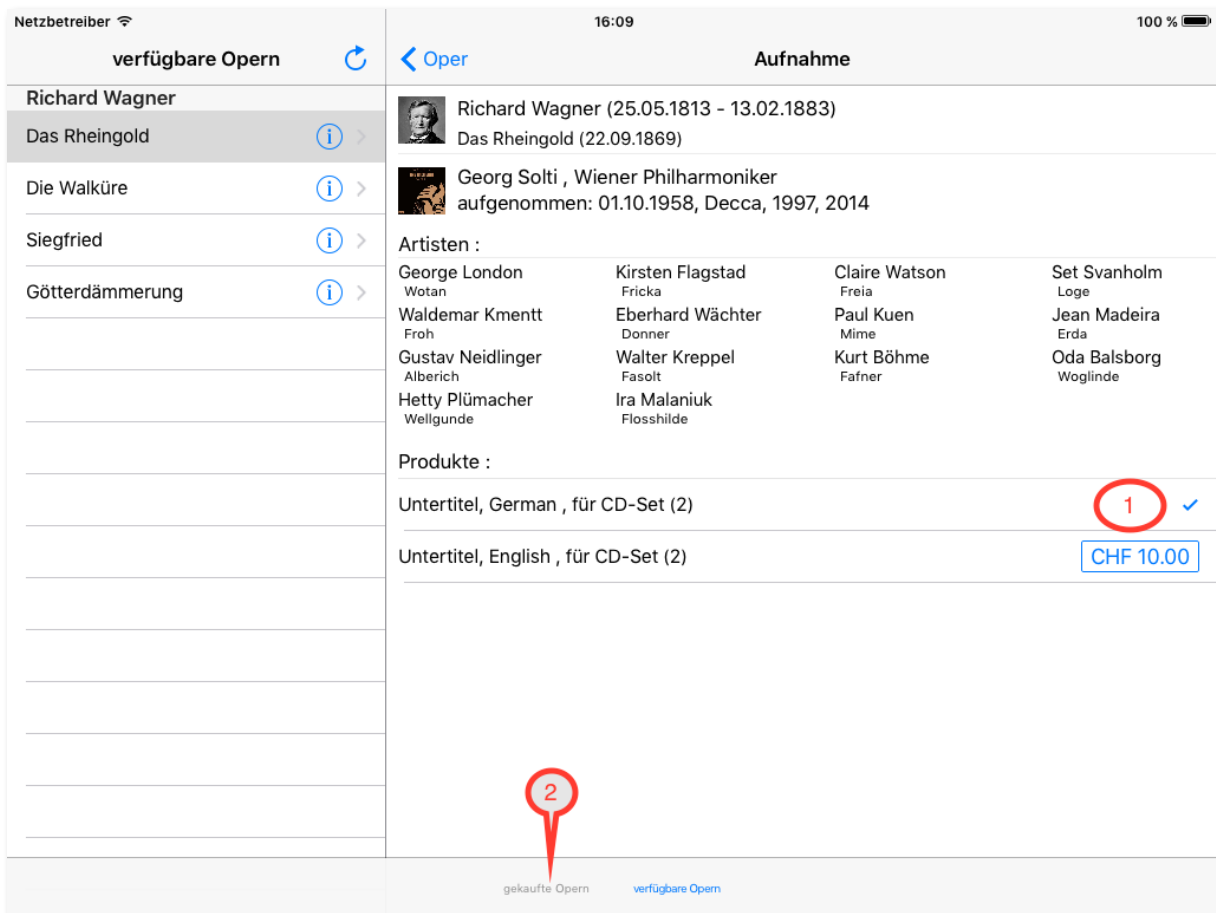 Netzbetreiber 16:09 100 %
verfügbare Opern
Oper Aufnahme
Richard Wagner
Das Rheingold
Die Walküre
Siegfried
Götterdämmerung
Richard Wagner (25.05.1813 - 13.02.1883)
Das Rheingold (22.09.1869)
Georg Solti , Wiener Philharmoniker
aufgenommen: 01.10.1958, Decca, 1997, 2014
Artisten :
George London Kirsten Flagstad Claire Watson Set Svanholm
Wotan Fricka Freia Loge
Waldemar Kmentt Eberhard Wächter Paul Kuen Jean Madeira
Froh Donner Mime Erda
Gustav Neidlinger Walter Kreppel Kurt Böhme Oda Balsborg
Alberich Fasolt Fafner Woglinde
Hetty Plümacher Ira Malaniuk
Wellgunde Flosshilde
Produkte :
Untertitel, German , für CD-Set (2) 1
Untertitel, English , für CD-Set (2) CHF 10.00
2
gekaufte Opern verfügbare Opern